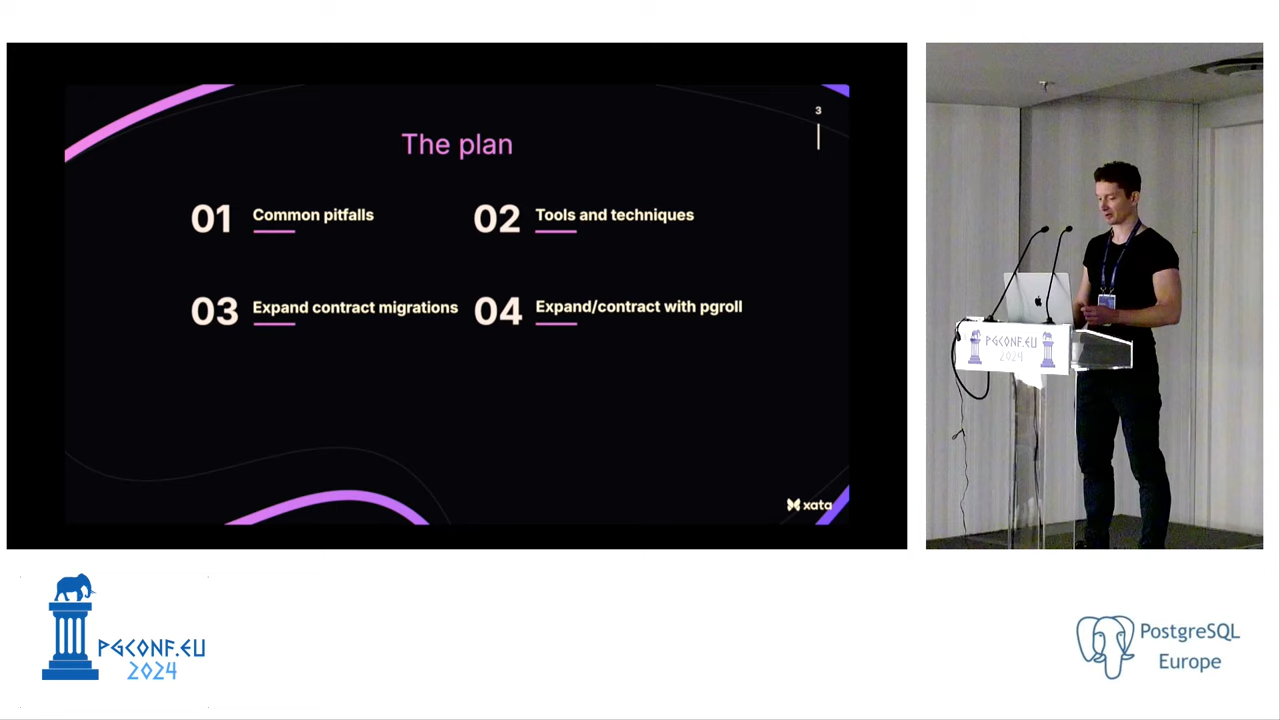 3
The plan
01 Common pitfalls
02 Tools and techniques
03 Expand contract migrations
04 Expand/contract with pgroll
xata
PGCONF.EU
2024
PGCONF.EU
2024
PostgreSQL
Europe